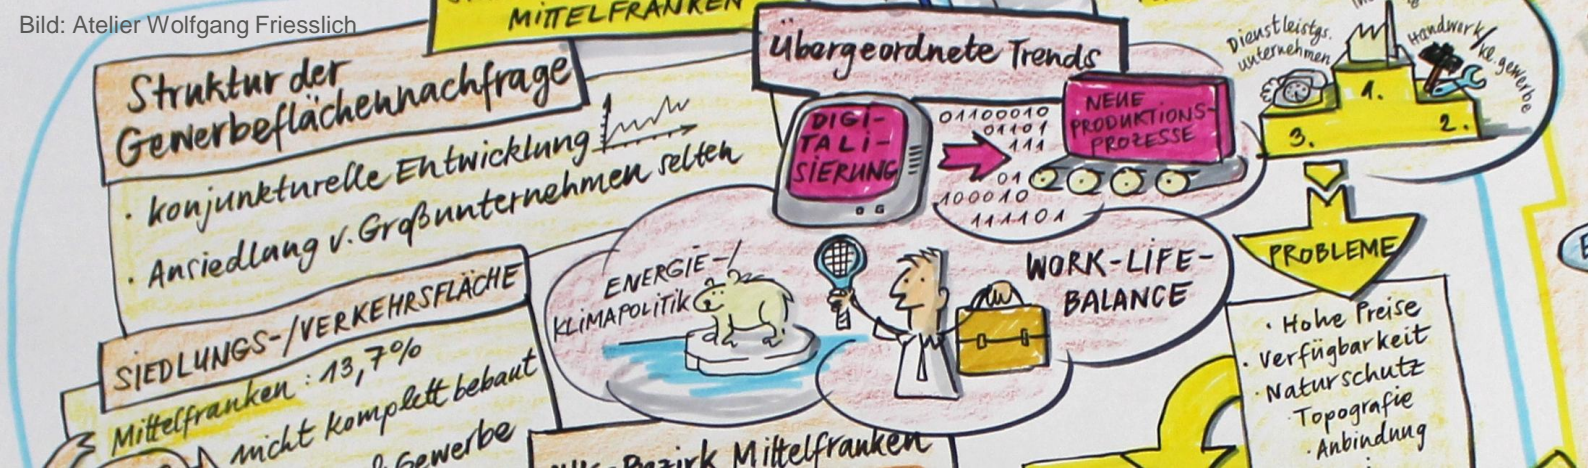 Bild: Atelier Wolfgang Friesslich
MITTELFRANKEN
Struktur der
Gewerbeflächennachfrage
· konjunkturelle Entwicklung
· Ansiedlung v. Großunternehmen selten
SIEDLUNGS-/VERKEHRSFLÄCHE
Mittelfranken: 13,7%
nicht komplett bebaut
Gewerbe
Übergeordnete Trends
DIGI-
TALI-
SIERUNG
01100010
01101
111
01
100010
111101
NEUE
PRODUKTIONS-
PROZESSE
ENERGIE-/
KLIMAPOLITIK
WORK-LIFE-
BALANCE
Bezirk Mittelfranken
Dienstleistgs.
unternehmen
Handwerk/kl. gewerbe
1.
2.
3.
PROBLEME
· Hohe Preise
· Verfügbarkeit
· Naturschutz
· Topografie
· Anbindung